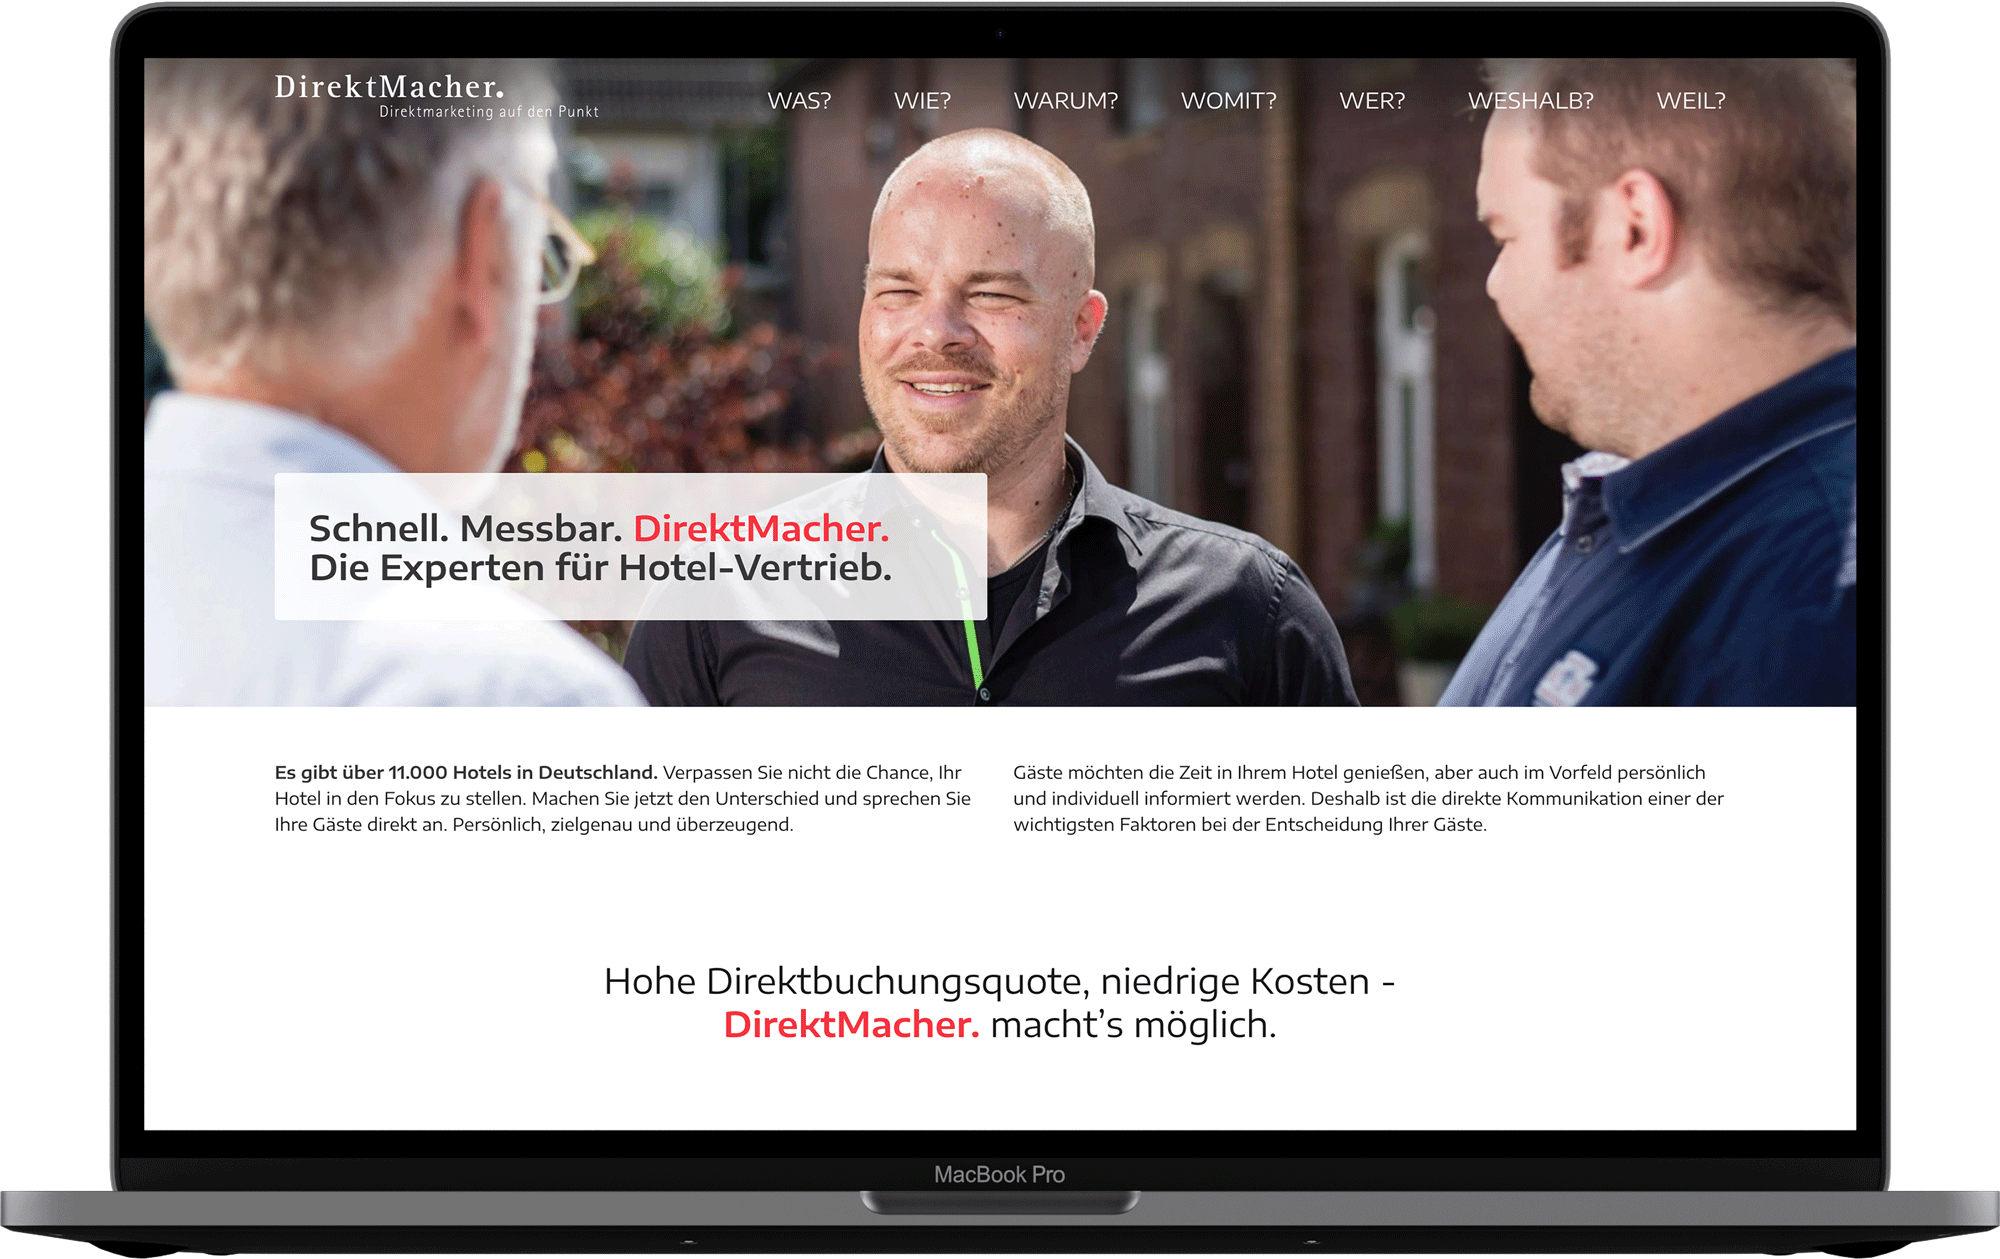 DirektMacher.
Direktmarketing auf den Punkt
WAS? WIE? WARUM? WOMIT? WER? WESHALB? WEIL?
Schnell. Messbar. DirektMacher.
Die Experten für Hotel-Vertrieb.
Es gibt über 11.000 Hotels in Deutschland. Verpassen Sie nicht die Chance, Ihr
Hotel in den Fokus zu stellen. Machen Sie jetzt den Unterschied und sprechen Sie
Ihre Gäste direkt an. Persönlich, zielgenau und überzeugend.
Gäste möchten die Zeit in Ihrem Hotel genießen, aber auch im Vorfeld persönlich
und individuell informiert werden. Deshalb ist die direkte Kommunikation einer der
wichtigsten Faktoren bei der Entscheidung Ihrer Gäste.
Hohe Direktbuchungsquote, niedrige Kosten -
DirektMacher. macht’s möglich.
MacBook Pro